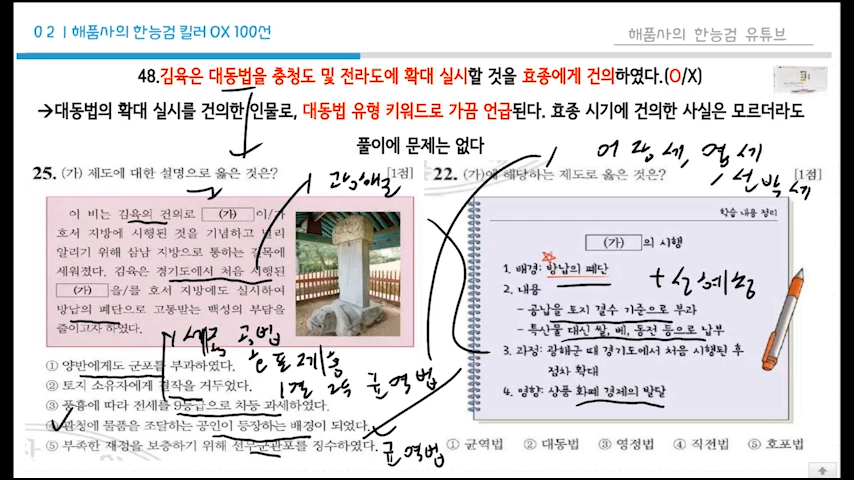 02 | 해품사의 한능검 킬러 OX 100선
해품사의 한능검 유튜브
48.김육은 대동법을 충청도 및 전라도에 확대 실시할 것을 효종에게 건의하였다.(O/X)
→대동법의 확대 실시를 건의한 인물로, 대동법 유형 키워드로 가끔 언급된다. 효종 시기에 건의한 사실은 모르더라도
풀이에 문제는 없다
25. (가) 제도에 대한 설명으로 옳은 것은? [1점]
광해군
이 비는 김육의 건의로 (가) 이/가
호서 지방에 시행된 것을 기념하고 널리
알리기 위해 삼남 지방으로 통하는 길목에
세워졌다. 김육은 경기도에서 처음 시행된
(가) 을/를 호서 지방에도 실시하여
방납의 폐단으로 고통받는 백성의 부담을
줄이고자 하였다.
세종 공법
1결 2두 균역법
① 양반에게도 군포를 부과하였다.
② 토지 소유자에게 결작을 거두었다.
③ 풍흉에 따라 전세를 9등급으로 차등 과세하였다.
④ 관청에 물품을 조달하는 공인이 등장하는 배경이 되었다.
⑤ 부족한 재정을 보충하기 위해 선무군관포를 징수하였다.
균역법
22. (가)에 해당하는 제도로 옳은 것은? [1점]
어장세, 염세
선박세
학습 내용 정리
(가) 의 시행
1. 배경: 방납의 폐단
+ 선혜청
2. 내용
- 공납을 토지 결수 기준으로 부과
- 특산물 대신 쌀, 베, 동전 등으로 납부
3. 과정: 광해군 때 경기도에서 처음 시행된 후
점차 확대
4. 영향: 상품 화폐 경제의 발달
① 균역법 ② 대동법 ③ 영정법 ④ 직전법 ⑤ 호포법